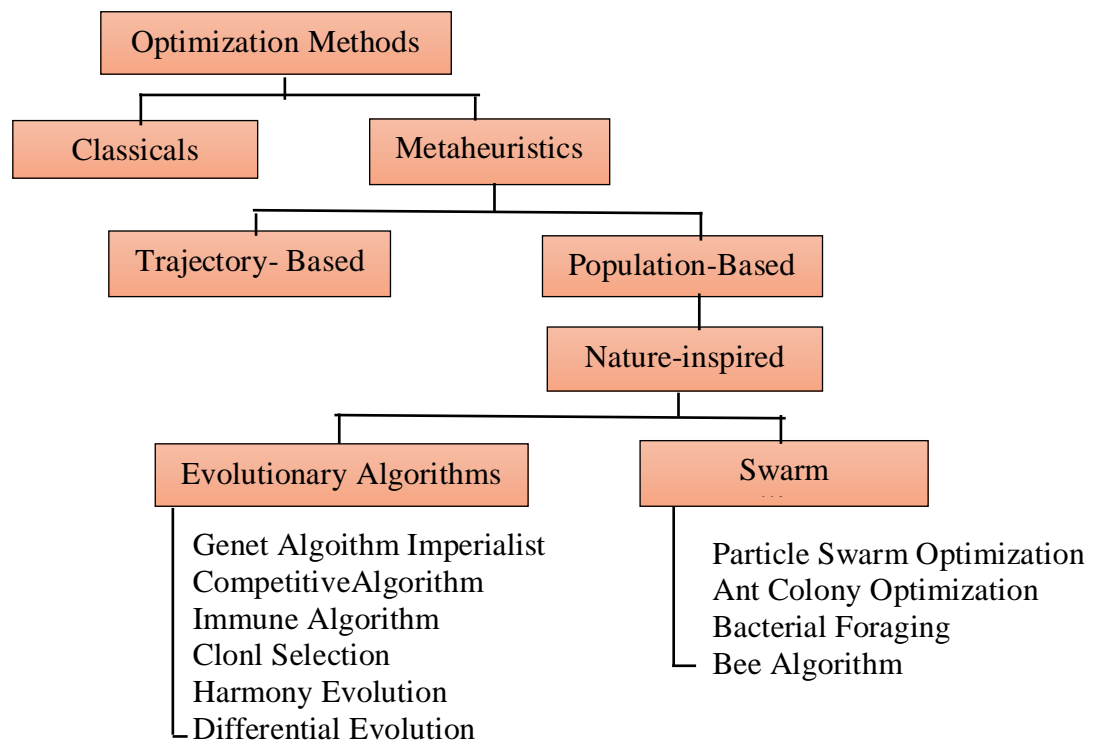 Optimization Methods
Classicals
Metaheuristics
Trajectory- Based
Population-Based
Nature-inspired
Evolutionary Algorithms
Swarm
Genet Algoithm Imperialist
CompetitiveAlgorithm
Immune Algorithm
Clonl Selection
Harmony Evolution
Differential Evolution
Particle Swarm Optimization
Ant Colony Optimization
Bacterial Foraging
Bee Algorithm